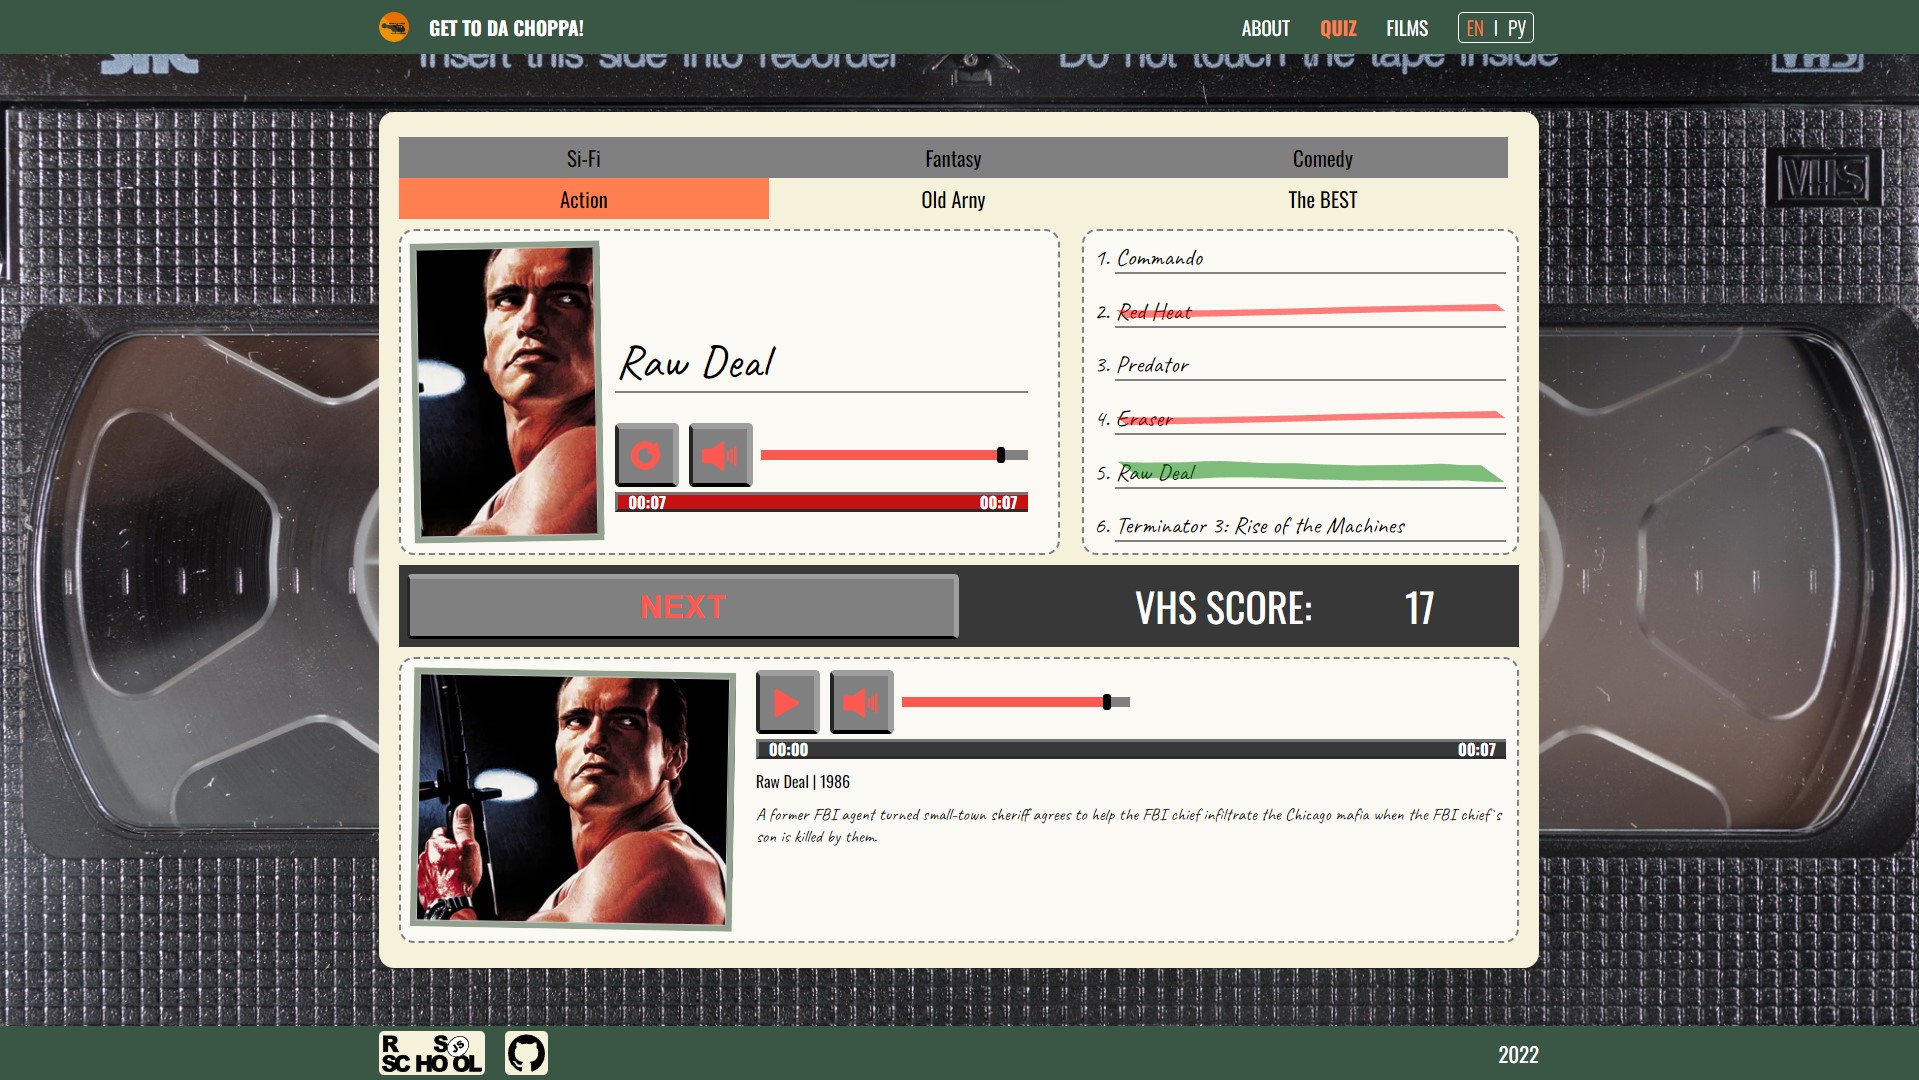 GET TO DA CHOPPA!
ABOUT QUIZ FILMS EN | РУ
Insert this side into recorder
Do not touch the tape inside
VHS
Si-Fi Fantasy Comedy
Action Old Arny The BEST
VHS
Raw Deal
00:07 00:07
1. Commando
2. Red Heat
3. Predator
4. Eraser
5. Raw Deal
6. Terminator 3: Rise of the Machines
NEXT
VHS SCORE: 17
00:00 00:07
Raw Deal | 1986
A former FBI agent turned small-town sheriff agrees to help the FBI chief infiltrate the Chicago mafia when the FBI chief`s
son is killed by them.
R S JS
SCHOOL
2022